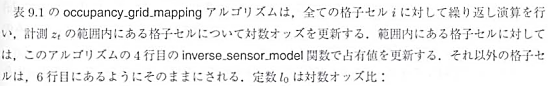 表 9.1 の occupancy_grid_mapping アルゴリズムは，全ての格子セル i に対して繰り返し演算を行
い，計測 zt の範囲内にある格子セルについて対数オッズを更新する．範囲内にある格子セルに対して
は，このアルゴリズムの 4 行目の inverse_sensor_model 関数で占有値を更新する．それ以外の格子セ
ルは，6 行目にあるようにそのままにされる．定数 l0 は対数オッズ比：